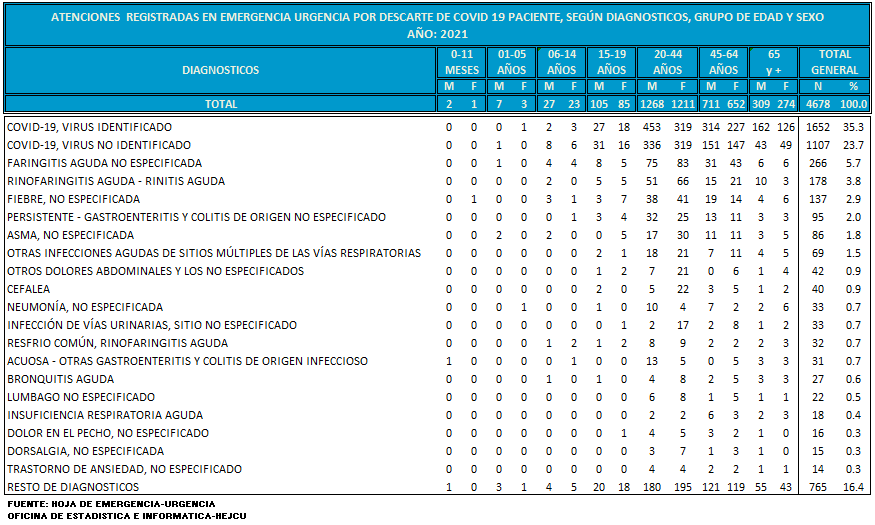 ATENCIONES REGISTRADAS EN EMERGENCIA URGENCIA POR DESCARTE DE COVID 19 PACIENTE, SEGÚN DIAGNOSTICOS, GRUPO DE EDAD Y SEXO
AÑO: 2021
DIAGNOSTICOS 0-11 MESES 01-05 AÑOS 06-14 AÑOS 15-19 AÑOS 20-44 AÑOS 45-64 AÑOS 65 y + TOTAL GENERAL
M F M F M F M F M F M F M F N %
TOTAL 2 1 7 3 27 23 105 85 1268 1211 711 652 309 274 4678 100.0
COVID-19, VIRUS IDENTIFICADO 0 0 0 1 2 3 27 18 453 319 314 227 162 126 1652 35.3
COVID-19, VIRUS NO IDENTIFICADO 0 0 1 0 8 6 31 16 336 319 151 147 43 49 1107 23.7
FARINGITIS AGUDA NO ESPECIFICADA 0 0 1 0 4 4 8 5 75 83 31 43 6 6 266 5.7
RINOFARINGITIS AGUDA - RINITIS AGUDA 0 0 0 0 2 0 5 5 51 66 15 21 10 3 178 3.8
FIEBRE, NO ESPECIFICADA 0 1 0 0 3 1 3 7 38 41 19 14 4 6 137 2.9
PERSISTENTE - GASTROENTERITIS Y COLITIS DE ORIGEN NO ESPECIFICADO 0 0 0 0 0 1 3 4 32 25 13 11 3 3 95 2.0
ASMA, NO ESPECIFICADA 0 0 2 0 2 0 0 5 17 30 11 11 3 5 86 1.8
OTRAS INFECCIONES AGUDAS DE SITIOS MÚLTIPLES DE LAS VÍAS RESPIRATORIAS 0 0 0 0 0 0 2 1 18 21 7 11 4 5 69 1.5
OTROS DOLORES ABDOMINALES Y LOS NO ESPECIFICADOS 0 0 0 0 0 0 1 2 7 21 0 6 1 4 42 0.9
CEFALEA 0 0 0 0 0 0 2 0 5 22 3 5 1 2 40 0.9
NEUMONÍA, NO ESPECIFICADA 0 0 0 1 0 0 1 0 10 4 7 2 2 6 33 0.7
INFECCIÓN DE VÍAS URINARIAS, SITIO NO ESPECIFICADO 0 0 0 0 0 0 0 1 2 17 2 8 1 2 33 0.7
RESFRIO COMÚN, RINOFARINGITIS AGUDA 0 0 0 0 1 2 1 2 8 9 2 2 2 3 32 0.7
ACUOSA - OTRAS GASTROENTERITIS Y COLITIS DE ORIGEN INFECCIOSO 1 0 0 0 0 1 0 0 13 5 0 5 3 3 31 0.7
BRONQUITIS AGUDA 0 0 0 0 1 0 1 0 4 8 2 5 3 3 27 0.6
LUMBAGO NO ESPECIFICADO 0 0 0 0 0 0 0 0 6 8 1 5 1 1 22 0.5
INSUFICIENCIA RESPIRATORIA AGUDA 0 0 0 0 0 0 0 0 2 2 6 3 2 3 18 0.4
DOLOR EN EL PECHO, NO ESPECIFICADO 0 0 0 0 0 0 0 1 4 5 3 2 1 0 16 0.3
DORSALGIA, NO ESPECIFICADA 0 0 0 0 0 0 0 0 3 7 1 3 1 0 15 0.3
TRASTORNO DE ANSIEDAD, NO ESPECIFICADO 0 0 0 0 0 0 0 0 4 4 2 2 1 1 14 0.3
RESTO DE DIAGNOSTICOS 1 0 3 1 4 5 20 18 180 195 121 119 55 43 765 16.4
FUENTE: HOJA DE EMERGENCIA-URGENCIA
OFICINA DE ESTADISTICA E INFORMATICA-HEJCU